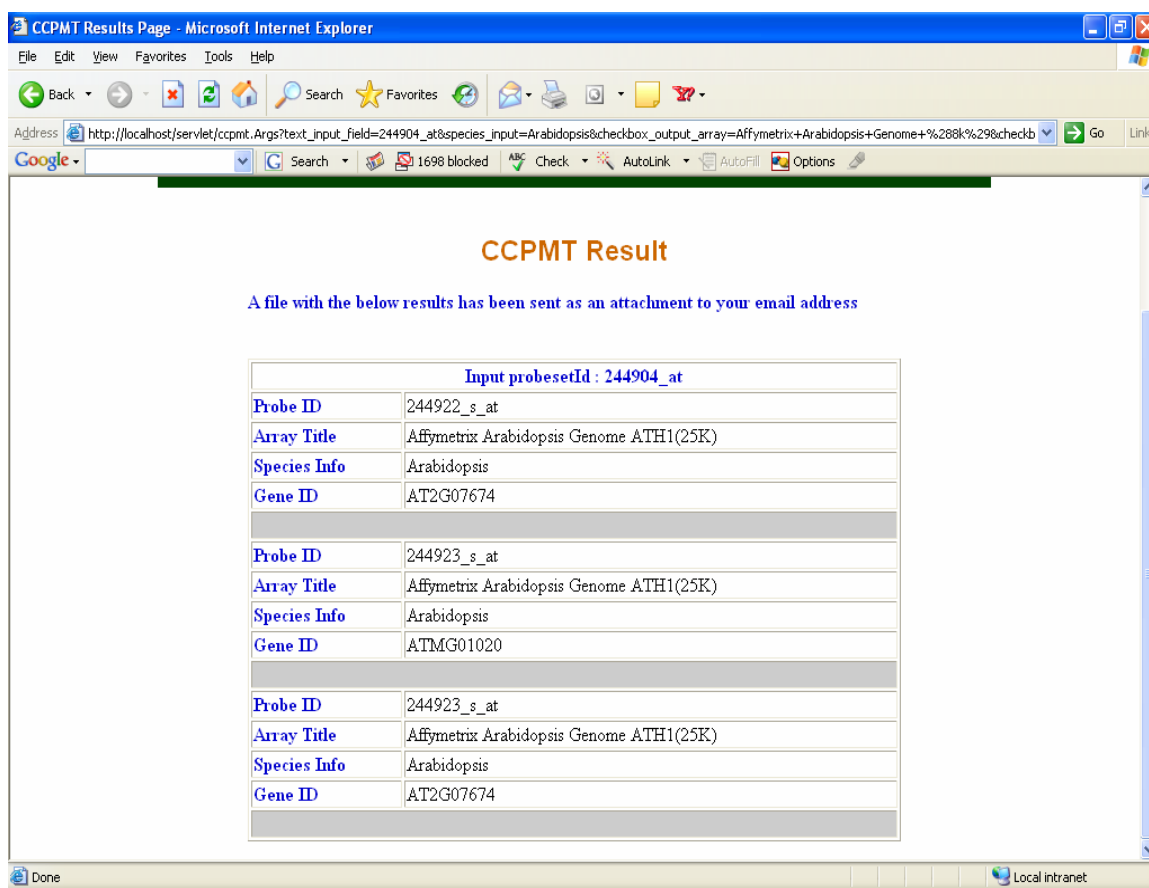 CCPMT Results Page - Microsoft Internet Explorer
File Edit View Favorites Tools Help
Back Search Favorites
Address http://localhost/servlet/ccpmt.Args?text_input_field=244904_at&species_input=Arabidopsis&checkbox_output_array=Affymetrix+Arabidopsis+Genome+%288k%29&checkb Go Link
Google Search 1698 blocked ABC Check AutoLink AutoFill Options
CCPMT Result
A file with the below results has been sent as an attachment to your email address
Input probesetId : 244904_at
Probe ID 244922_s_at
Array Title Affymetrix Arabidopsis Genome ATH1(25K)
Species Info Arabidopsis
Gene ID AT2G07674
Probe ID 244923_s_at
Array Title Affymetrix Arabidopsis Genome ATH1(25K)
Species Info Arabidopsis
Gene ID ATMG01020
Probe ID 244923_s_at
Array Title Affymetrix Arabidopsis Genome ATH1(25K)
Species Info Arabidopsis
Gene ID AT2G07674
Done Local intranet